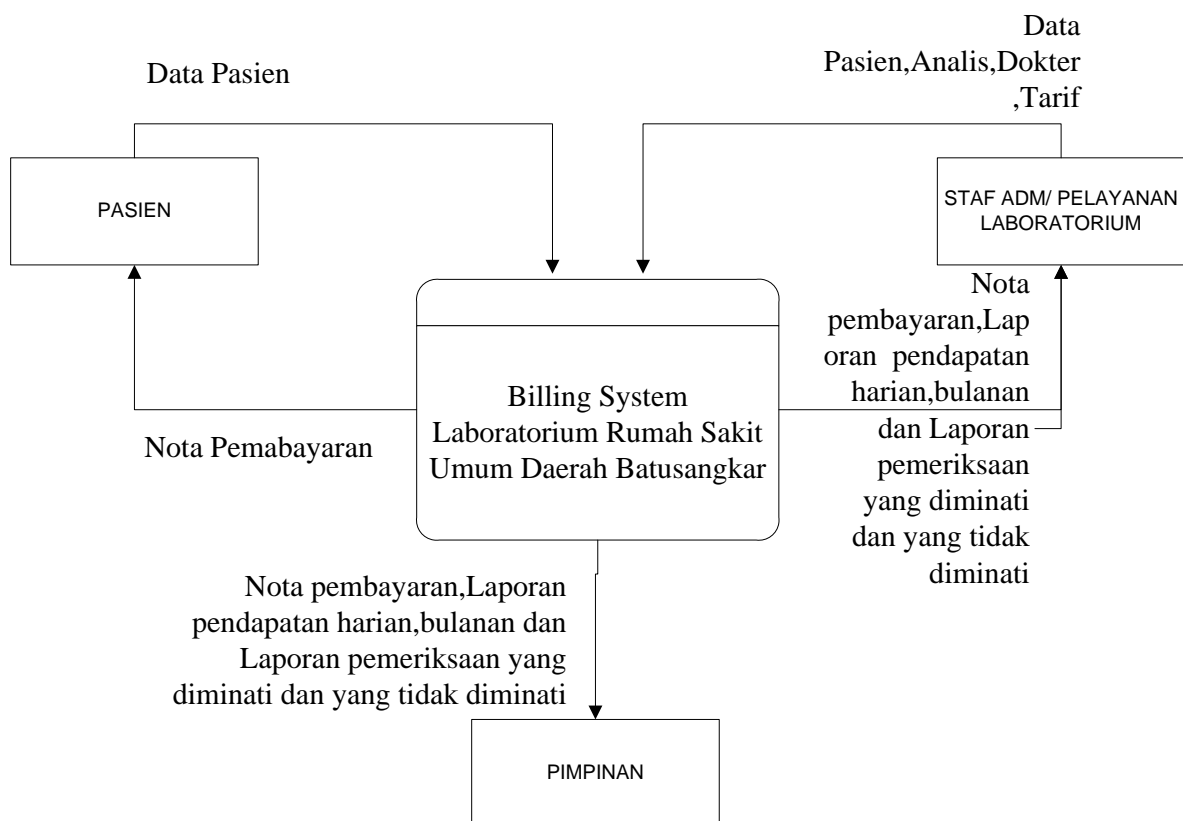 Data
Pasien,Analis,Dokter
,Tarif
Data Pasien
PASIEN
STAF ADM/ PELAYANAN
LABORATORIUM
Billing System
Laboratorium Rumah Sakit
Umum Daerah Batusangkar
Nota Pemabayaran
Nota
pembayaran,Lap
oran pendapatan
harian,bulanan
dan Laporan
pemeriksaan
yang diminati
dan yang tidak
diminati
Nota pembayaran,Laporan
pendapatan harian,bulanan dan
Laporan pemeriksaan yang
diminati dan yang tidak diminati
PIMPINAN